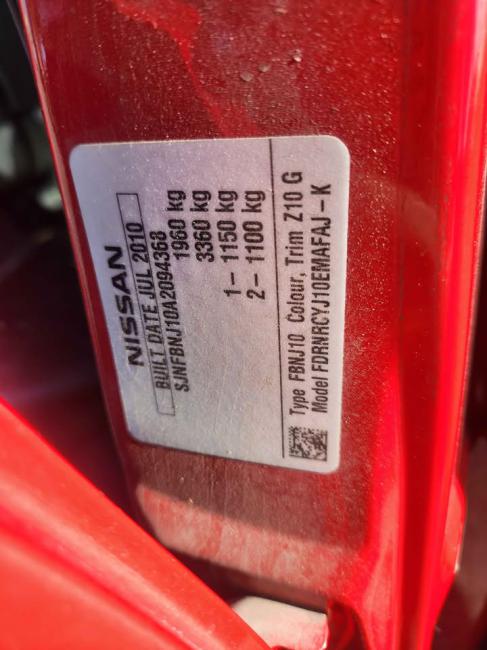 NISSAN
BUILT DATE JUL 2010
SJNFBNJ10A2094368
1960 kg
3360 kg
1- 1150 kg
2- 1100 kg
Type FBNJ10 Colour, Trim Z10 G
Model FDRNRCYJ10EMAFAJ - K